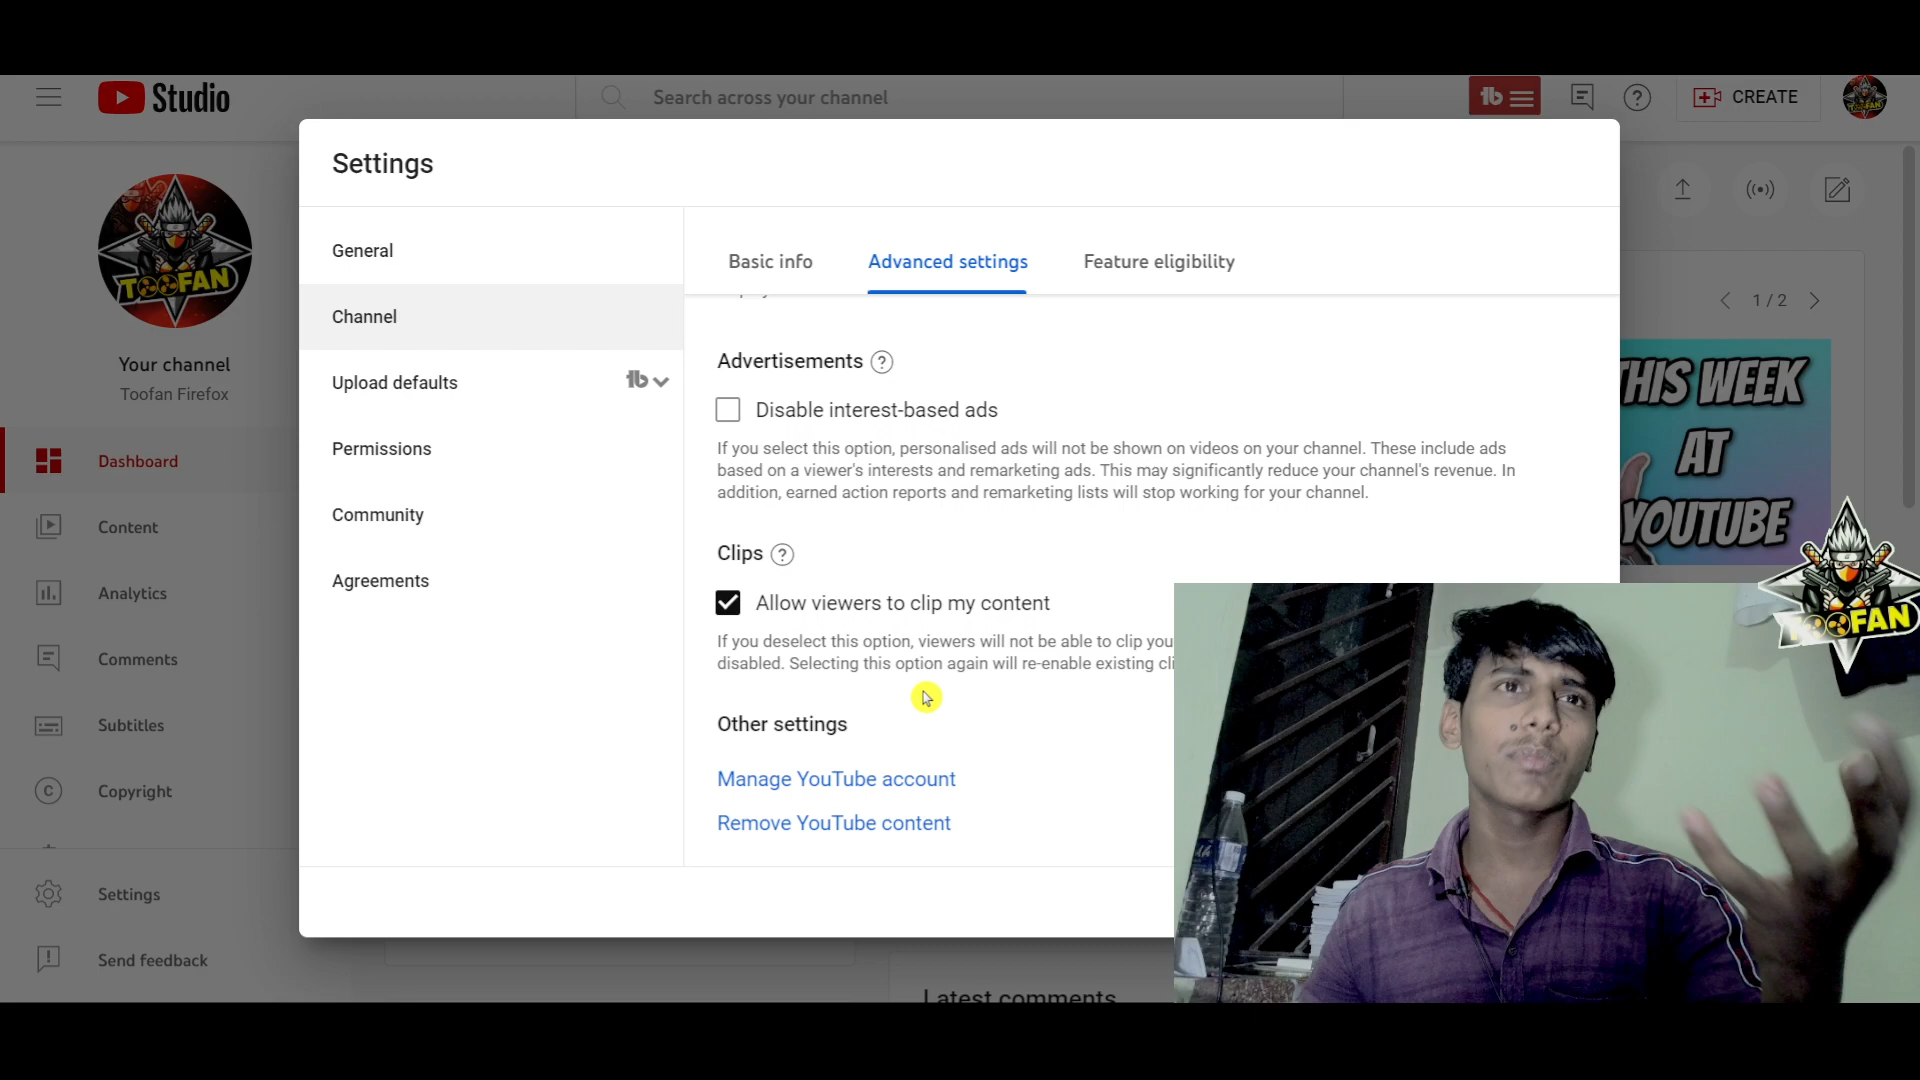 Studio
Search across your channel
CREATE
Settings
General
Channel
Upload defaults
Permissions
Community
Agreements
Basic info
Advanced settings
Feature eligibility
Advertisements
Disable interest-based ads
If you select this option, personalised ads will not be shown on videos on your channel. These include ads
based on a viewer's interests and remarketing ads. This may significantly reduce your channel's revenue. In
addition, earned action reports and remarketing lists will stop working for your channel.
Clips
Allow viewers to clip my content
If you deselect this option, viewers will not be able to clip
disabled. Selecting this option again will re-enable existing
Other settings
Manage YouTube account
Remove YouTube content
TOOFAN
Your channel
Toofan Firefox
Dashboard
Content
Analytics
Comments
Subtitles
Copyright
Settings
Send feedback
1 / 2
THIS WEEK
AT
YOUTUBE
TOOFAN
Latest comments